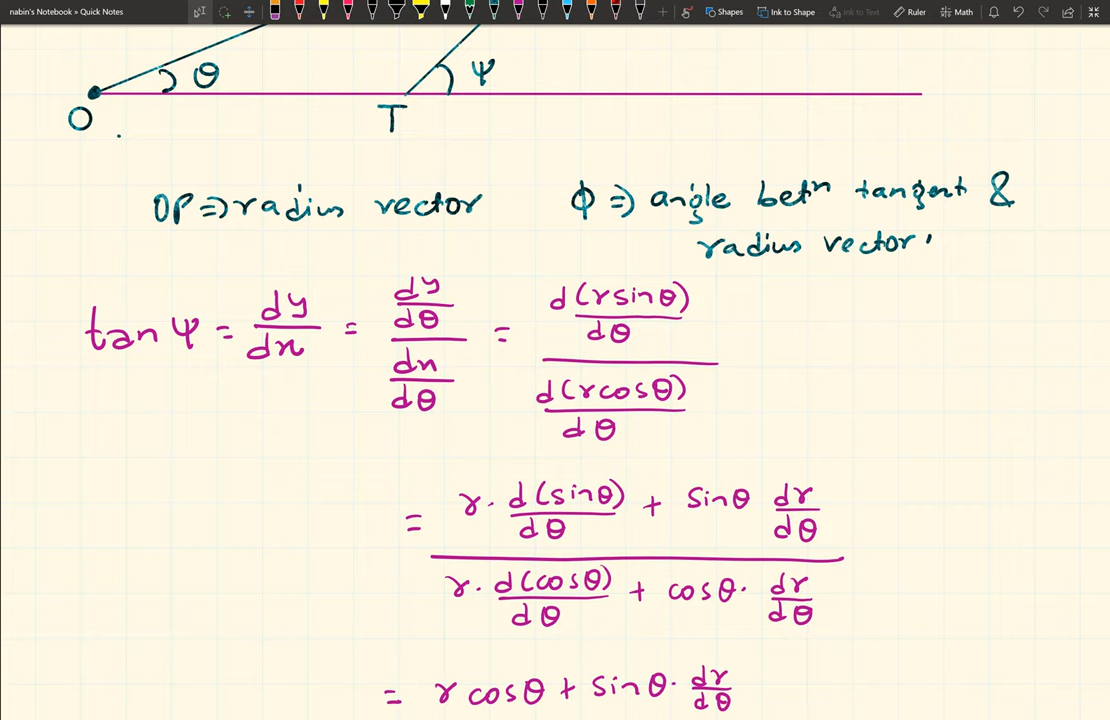 nabin's Notebook » Quick Notes
Shapes Ink to Shape Ink to Text Ruler Math
θ ψ
O T
OP ⇒ radius vector
ϕ ⇒ angle betⁿ tangent &
radius vector.
tan ψ = dy/dx = (dy/dθ)/(dx/dθ) = (d(r sinθ)/dθ)/(d(r cosθ)/dθ)
= (r · d(sinθ)/dθ + sinθ dr/dθ)/(r · d(cosθ)/dθ + cosθ · dr/dθ)
= r cosθ + sinθ · dr/dθ